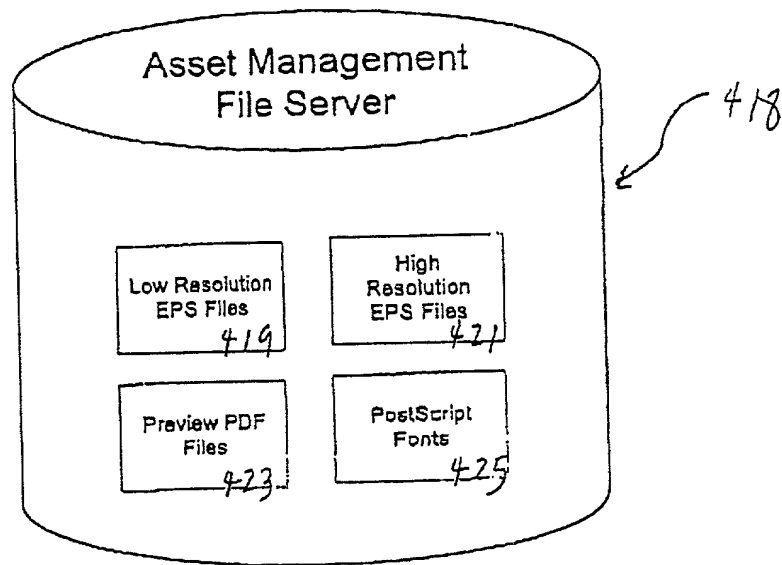 Asset Management
File Server
418
Low Resolution
EPS Files
419
High
Resolution
EPS Files
421
Preview PDF
Files
423
PostScript
Fonts
425